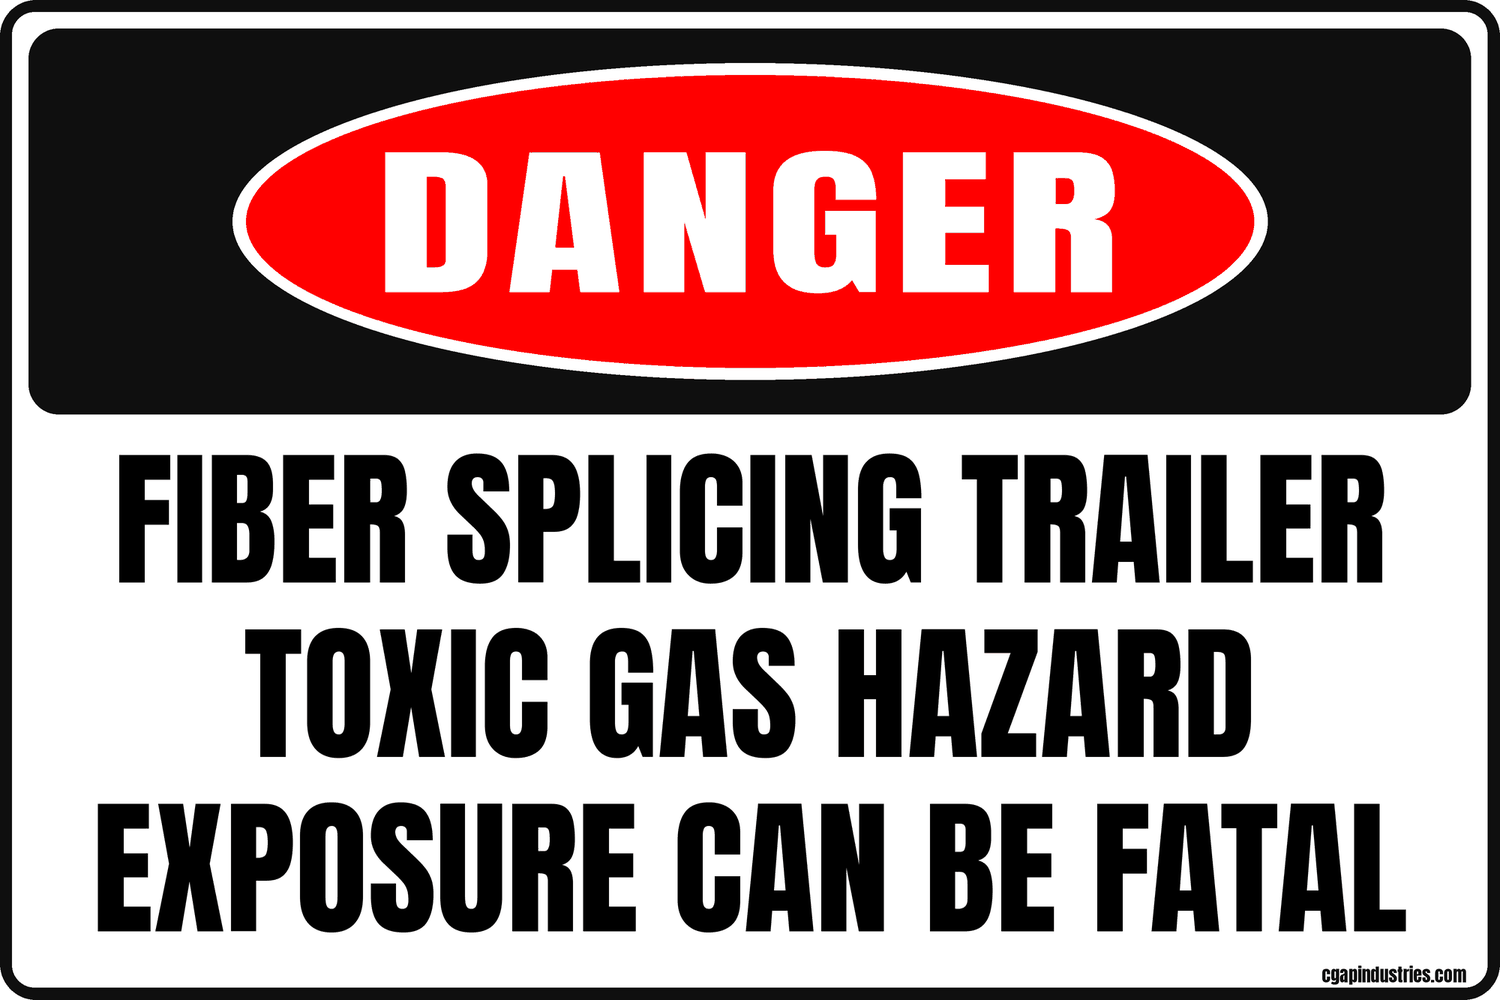 DANGER
FIBER SPLICING TRAILER
TOXIC GAS HAZARD
EXPOSURE CAN BE FATAL
cgapindustries.com